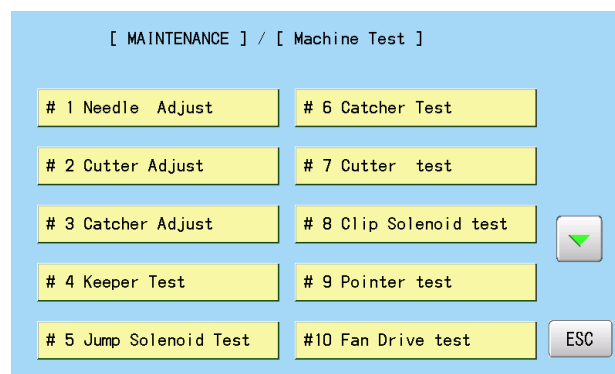 [ MAINTENANCE ] / [ Machine Test ]
# 1 Needle  Adjust
# 2 Cutter Adjust
# 3 Catcher Adjust
# 4 Keeper Test
# 5 Jump Solenoid Test
# 6 Catcher Test
# 7 Cutter  test
# 8 Clip Solenoid test
# 9 Pointer test
#10 Fan Drive test
ESC